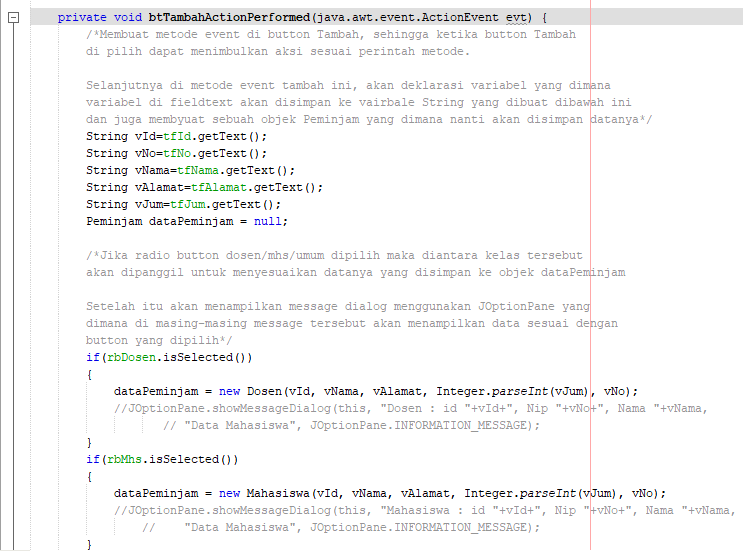 private void btTambahActionPerformed(java.awt.event.ActionEvent evt) {
/*Membuat metode event di button Tambah, sehingga ketika button Tambah
di pilih dapat menimbulkan aksi sesuai perintah metode.
Selanjutnya di metode event tambah ini, akan deklarasi variabel yang dimana
variabel di fieldtext akan disimpan ke vairbale String yang dibuat dibawah ini
dan juga membyuat sebuah objek Peminjam yang dimana nanti akan disimpan datanya*/
String vId=tfId.getText();
String vNo=tfNo.getText();
String vNama=tfNama.getText();
String vAlamat=tfAlamat.getText();
String vJum=tfJum.getText();
Peminjam dataPeminjam = null;
/*Jika radio button dosen/mhs/umum dipilih maka diantara kelas tersebut
akan dipanggil untuk menyesuaikan datanya yang disimpan ke objek dataPeminjam
Setelah itu akan menampilkan message dialog menggunakan JOptionPane yang
dimana di masing-masing message tersebut akan menampilkan data sesuai dengan
button yang dipilih*/
if(rbDosen.isSelected())
{
dataPeminjam = new Dosen(vId, vNama, vAlamat, Integer.parseInt(vJum), vNo);
//JOptionPane.showMessageDialog(this, "Dosen : id "+vId+", Nip "+vNo+", Nama "+vNama,
// "Data Mahasiswa", JOptionPane.INFORMATION_MESSAGE);
}
if(rbMhs.isSelected())
{
dataPeminjam = new Mahasiswa(vId, vNama, vAlamat, Integer.parseInt(vJum), vNo);
//JOptionPane.showMessageDialog(this, "Mahasiswa : id "+vId+", Nip "+vNo+", Nama "+vNama,
// "Data Mahasiswa", JOptionPane.INFORMATION_MESSAGE);
}